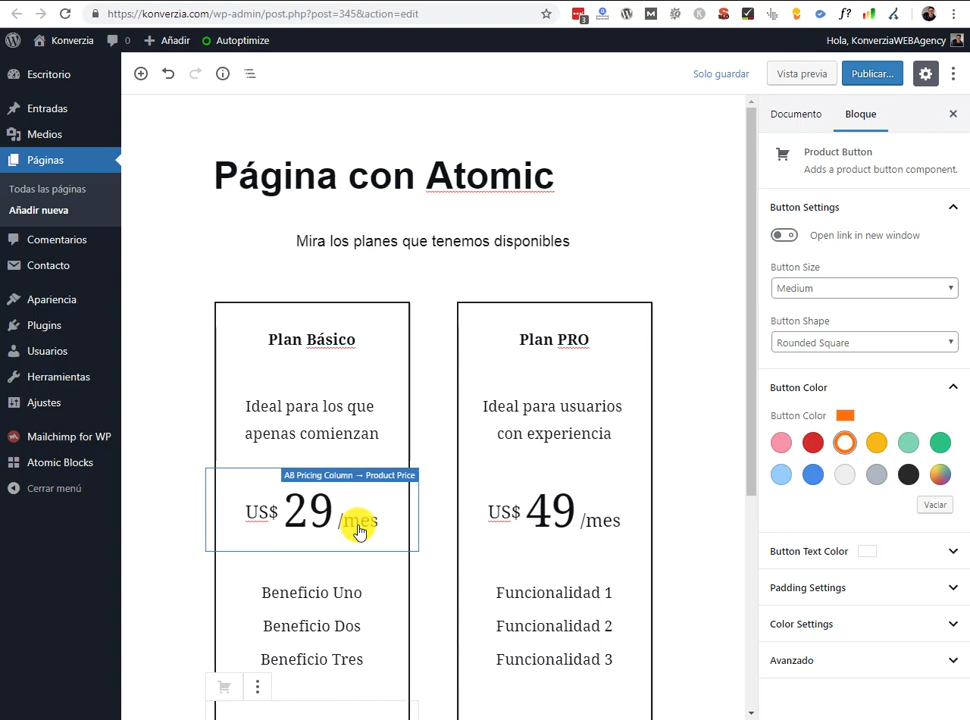 https://konverzia.com/wp-admin/post.php?post=345&action=edit
3
Konverzia
0
Añadir
Autoptimize
Hola, KonverziaWEBAgency
Escritorio
Entradas
Medios
Páginas
Todas las páginas
Añadir nueva
Comentarios
Contacto
Apariencia
Plugins
Usuarios
Herramientas
Ajustes
Mailchimp for WP
Atomic Blocks
Cerrar menú
Solo guardar
Vista previa
Publicar...
Página con Atomic
Mira los planes que tenemos disponibles
Plan Básico
Ideal para los que
apenas comienzan
AB Pricing Column → Product Price
US$ 29 /mes
Beneficio Uno
Beneficio Dos
Beneficio Tres
Plan PRO
Ideal para usuarios
con experiencia
US$ 49 /mes
Funcionalidad 1
Funcionalidad 2
Funcionalidad 3
Documento
Bloque
Product Button
Adds a product button component.
Button Settings
Open link in new window
Button Size
Medium
Button Shape
Rounded Square
Button Color
Button Color
Vaciar
Button Text Color
Padding Settings
Color Settings
Avanzado